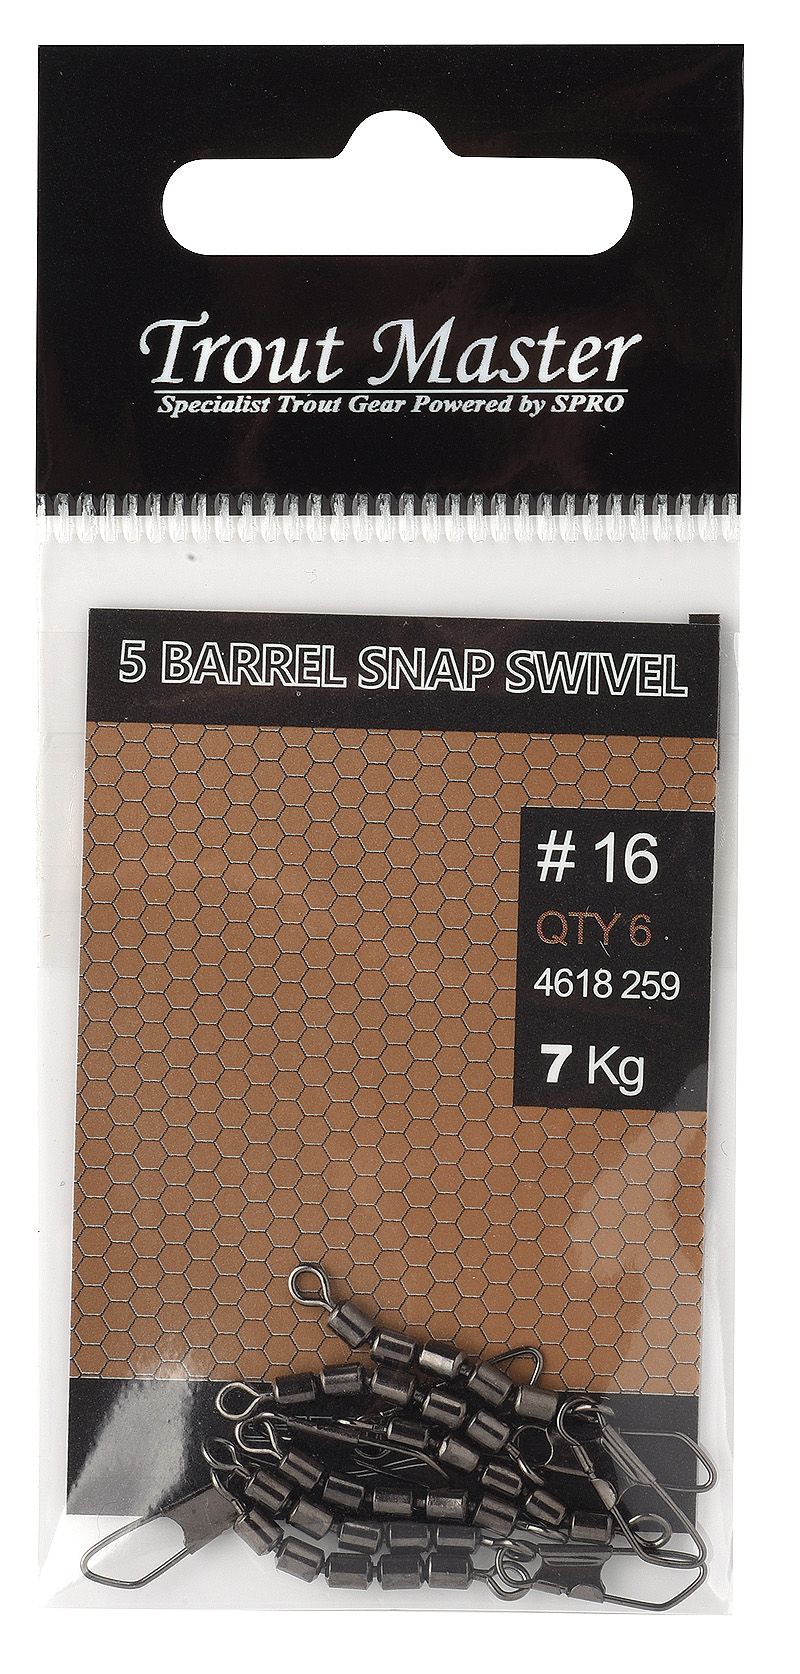 Trout Master
Specialist Trout Gear Powered by SPRO
5 BARREL SNAP SWIVEL
# 16
QTY 6
4618 259
7 Kg